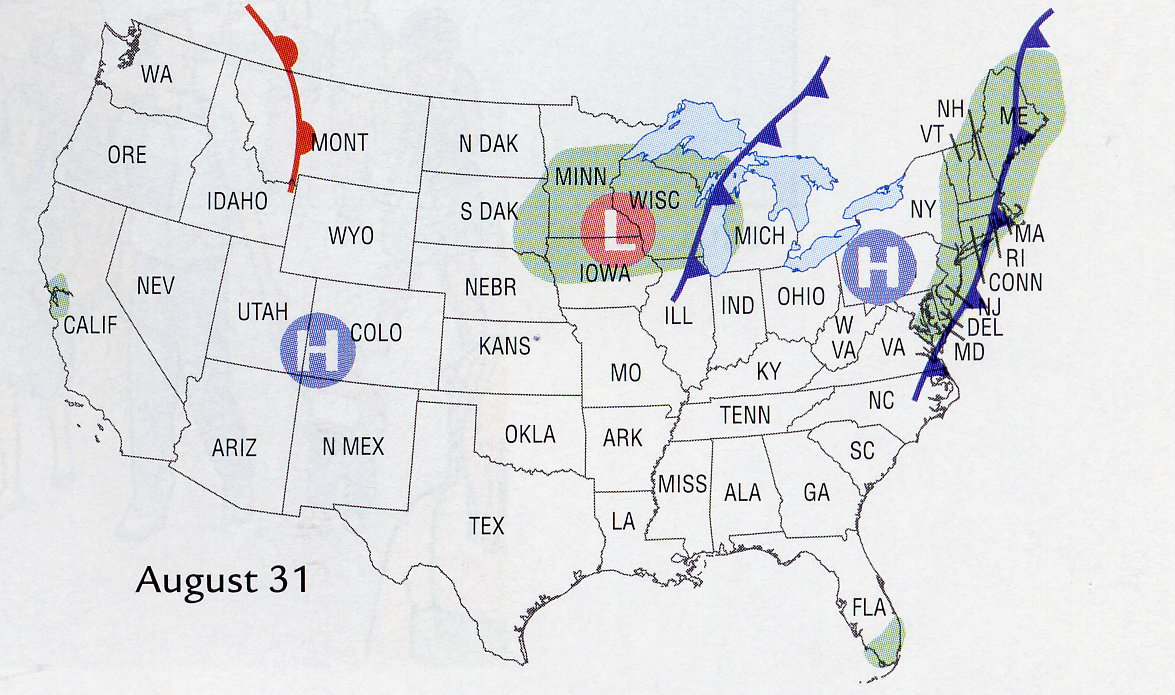 WA
MONT
N DAK
MINN
ORE
IDAHO
S DAK
WISC
WYO
L
MICH
NH
VT
ME
NY
MA
RI
CONN
NEV
NEBR
IOWA
H
NJ
DEL
MD
UTAH
COLO
H
CALIF
KANS
ILL
IND
OHIO
W
VA
VA
MO
KY
NC
TENN
ARIZ
N MEX
OKLA
ARK
SC
MISS
ALA
GA
TEX
LA
August 31
FLA